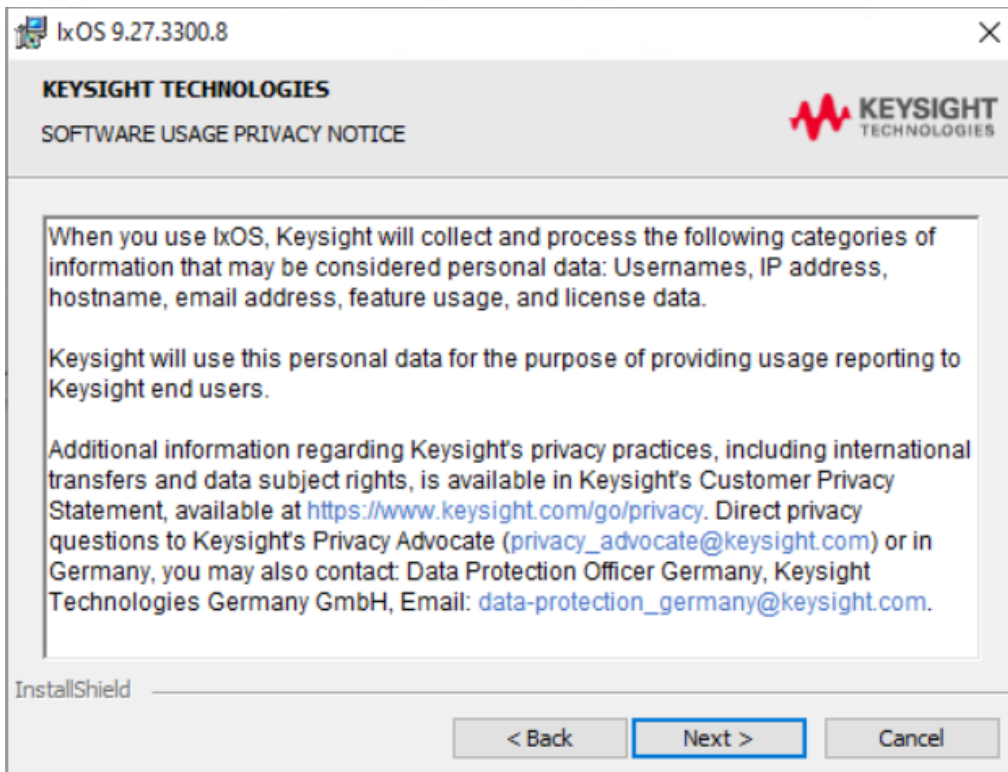 IxOS 9.27.3300.8
KEYSIGHT TECHNOLOGIES
SOFTWARE USAGE PRIVACY NOTICE
KEYSIGHT
TECHNOLOGIES
When you use IxOS, Keysight will collect and process the following categories of
information that may be considered personal data: Usernames, IP address,
hostname, email address, feature usage, and license data.
Keysight will use this personal data for the purpose of providing usage reporting to
Keysight end users.
Additional information regarding Keysight's privacy practices, including international
transfers and data subject rights, is available in Keysight's Customer Privacy
Statement, available at https://www.keysight.com/go/privacy. Direct privacy
questions to Keysight's Privacy Advocate (privacy_advocate@keysight.com) or in
Germany, you may also contact: Data Protection Officer Germany, Keysight
Technologies Germany GmbH, Email: data-protection_germany@keysight.com.
InstallShield
< Back
Next >
Cancel